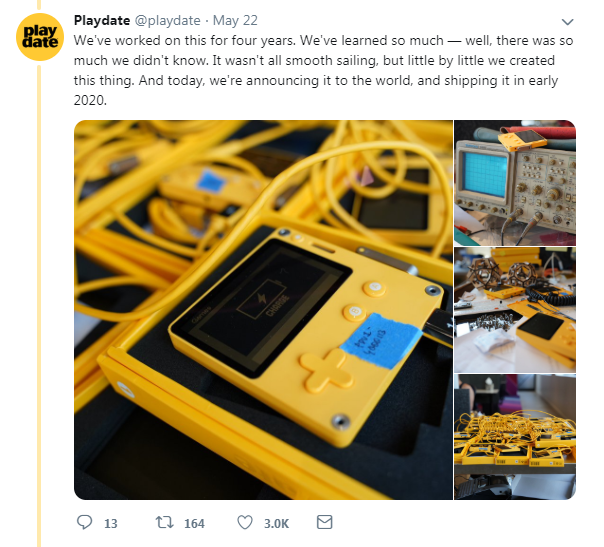 play
date
Playdate @playdate · May 22
We've worked on this for four years. We've learned so much — well, there was so
much we didn't know. It wasn't all smooth sailing, but little by little we created
this thing. And today, we're announcing it to the world, and shipping it in early
2020.
CHARGE
13 164 3.0K